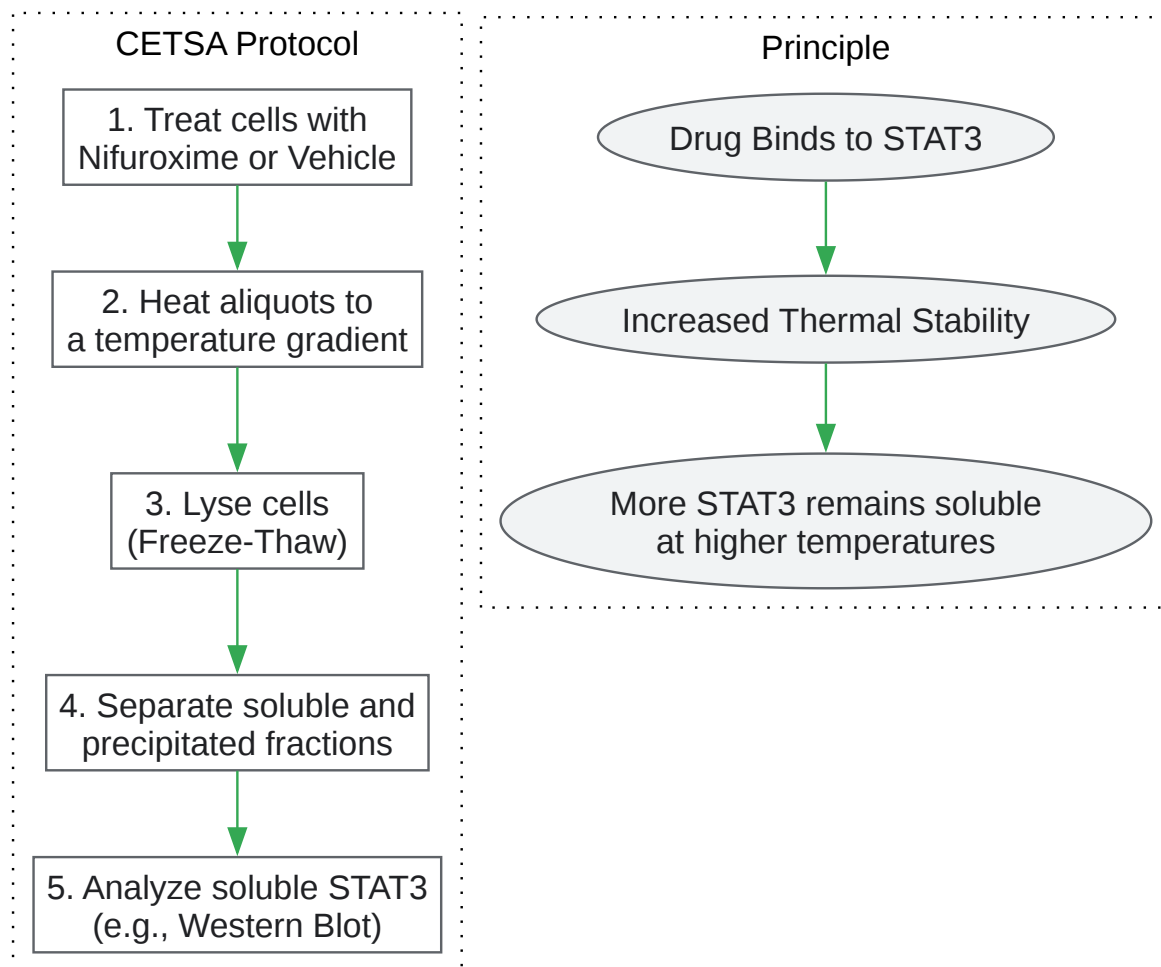 CETSA Protocol
1. Treat cells with
Nifuroxime or Vehicle
2. Heat aliquots to
a temperature gradient
3. Lyse cells
(Freeze-Thaw)
4. Separate soluble and
precipitated fractions
5. Analyze soluble STAT3
(e.g., Western Blot)
Principle
Drug Binds to STAT3
Increased Thermal Stability
More STAT3 remains soluble
at higher temperatures